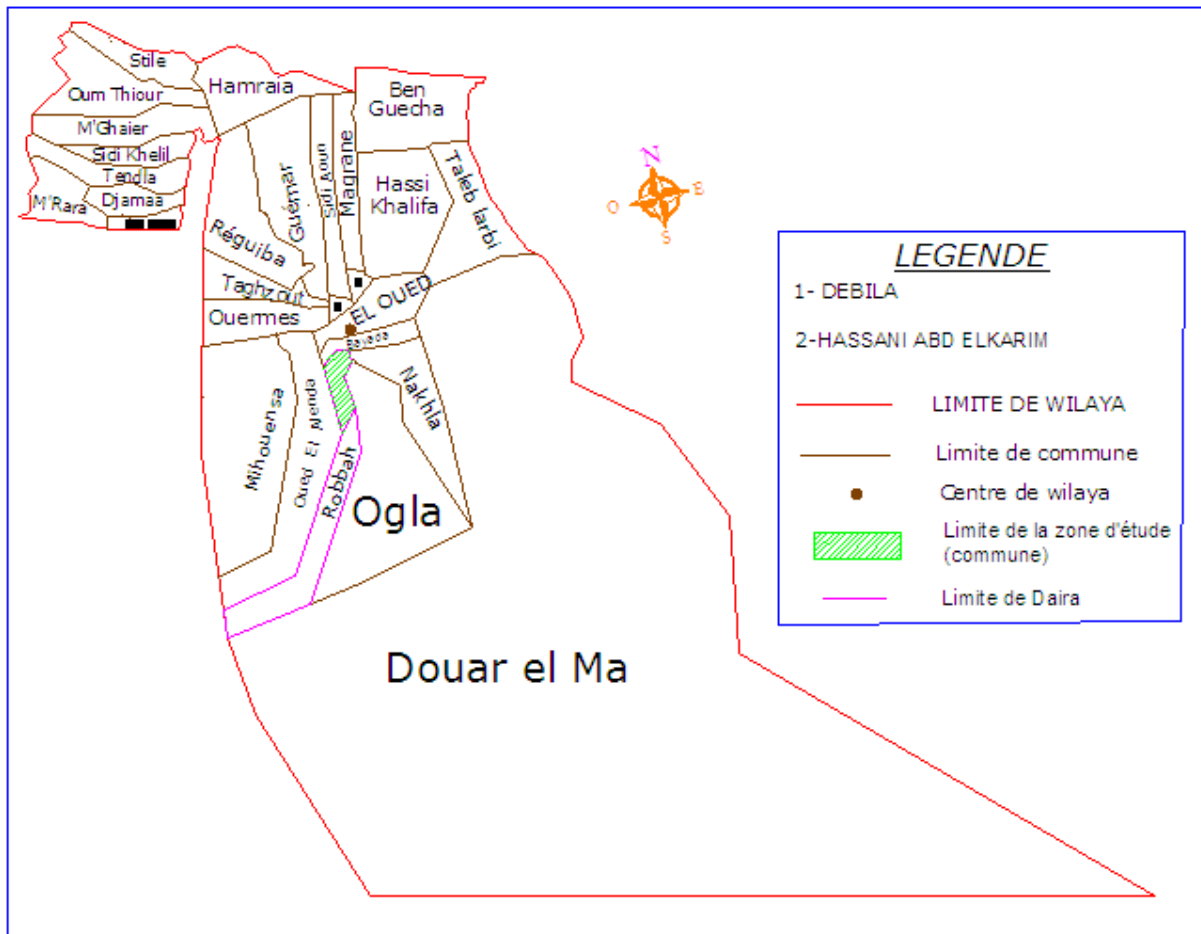 Stile
Oum Thiour
Hamraia
Ben
Guecha
M'Ghaier
Sidi Khelil
Tendla
M'Rara
Djamaa
Guémar
Sidi Aoun
Magrane
Hassi
Khalifa
Taleb larbi
Réguiba
Taghzout
Ouermes
EL OUED
Bayada
Nakhla
Mihouensa
Oued El Alenda
Robbah
Ogla
Douar el Ma
N
E
O
S
LEGENDE
1- DEBILA
2-HASSANI ABD ELKARIM
LIMITE DE WILAYA
Limite de commune
Centre de wilaya
Limite de la zone d'étude
(commune)
Limite de Daira